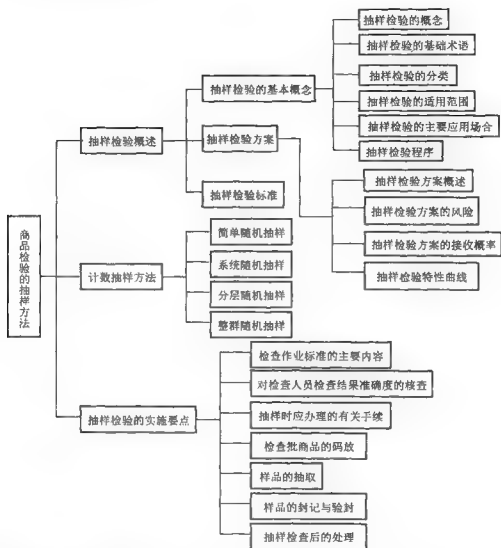 商品检验的抽样方法
抽样检验概述
抽样检验的基本概念
抽样检验的概念
抽样检验的基础术语
抽样检验的分类
抽样检验的适用范围
抽样检验的主要应用场合
抽样检验程序
抽样检验方案
抽样检验方案概述
抽样检验方案的风险
抽样检验方案的接收概率
抽样检验特性曲线
抽样检验标准
计数抽样方法
简单随机抽样
系统随机抽样
分层随机抽样
整群随机抽样
抽样检验的实施要点
检查作业标准的主要内容
对检查人员检查结果准确度的核查
抽样时应办理的有关手续
检查批商品的码放
样品的抽取
样品的封记与验封
抽样检查后的处理